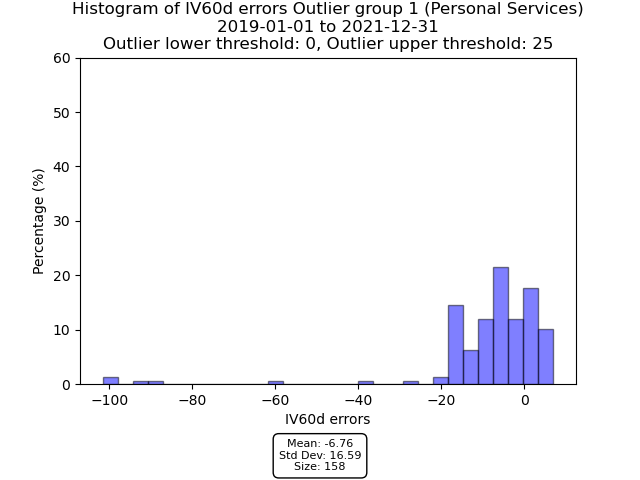 Histogram of IV60d errors Outlier group 1 (Personal Services)
2019-01-01 to 2021-12-31
Outlier lower threshold: 0, Outlier upper threshold: 25
60
50
40
30
20
10
0
Percentage (%)
−100
−80
−60
−40
−20
0
IV60d errors
Mean: -6.76
Std Dev: 16.59
Size: 158